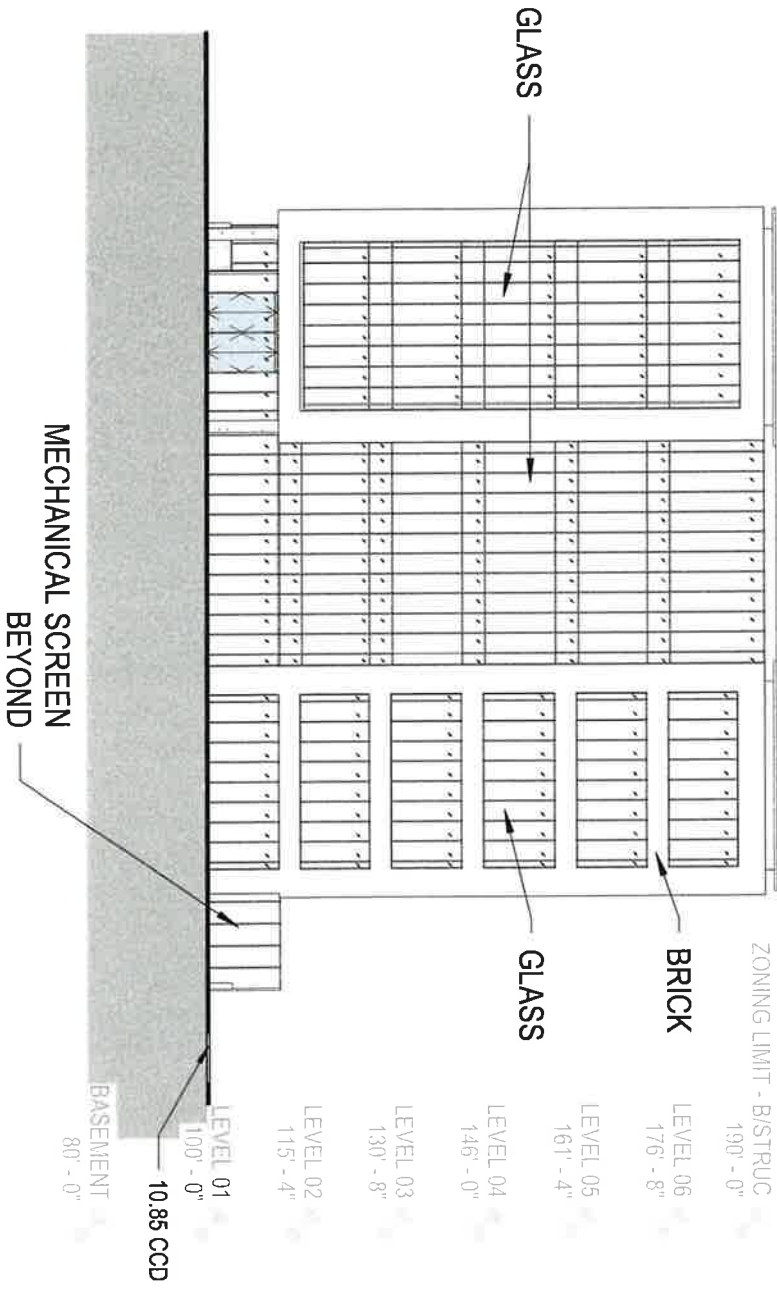 GLASS
ZONING LIMIT - B/STRUC
190' - 0"
LEVEL 06
176' - 8"
BRICK
LEVEL 05
161' - 4"
GLASS
LEVEL 04
146' - 0"
LEVEL 03
130' - 8"
LEVEL 02
115' - 4"
LEVEL 01
100' - 0"
10.85 CCD
MECHANICAL SCREEN
BEYOND
BASEMENT
80' - 0"